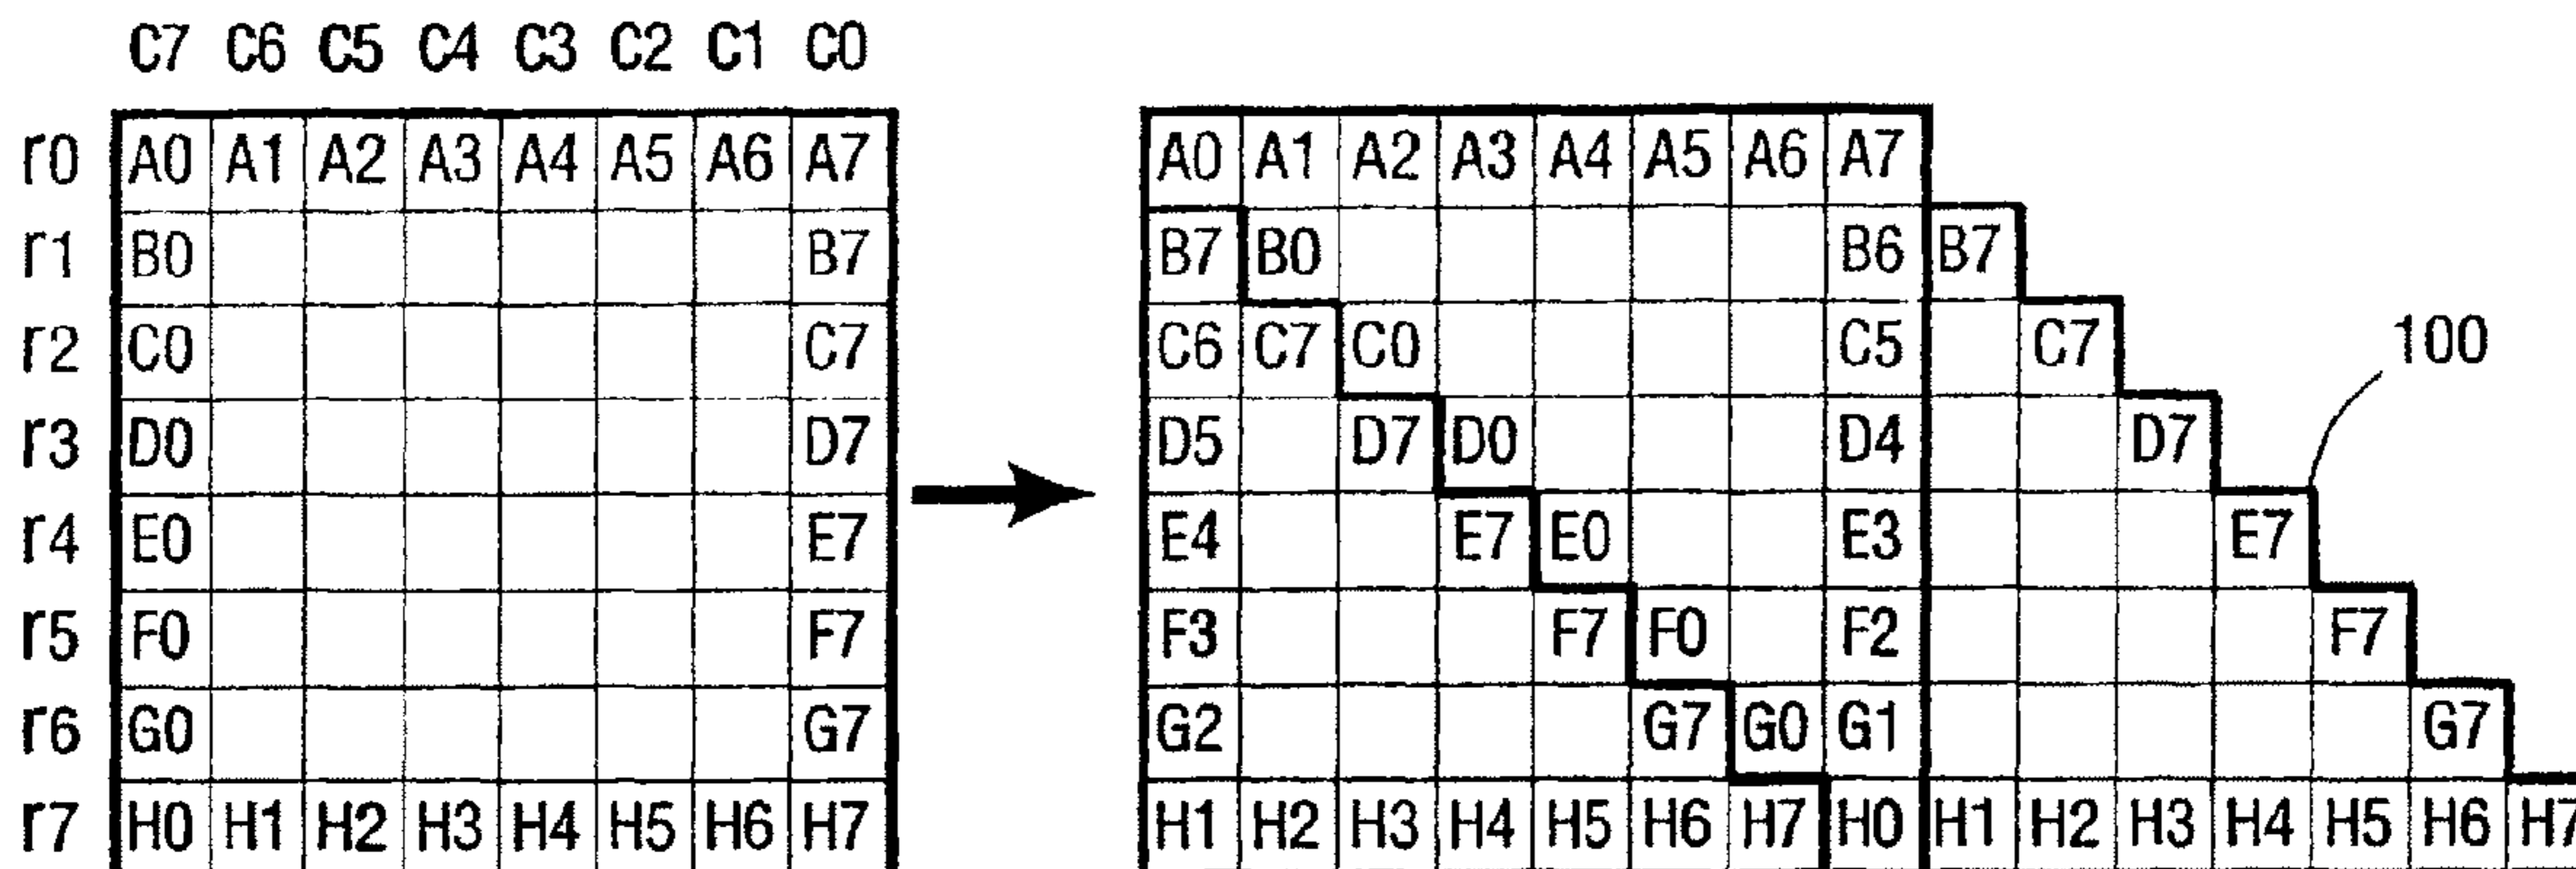 C7 C6 C5 C4 C3 C2 C1 C0
r0 A0 A1 A2 A3 A4 A5 A6 A7 A0 A1 A2 A3 A4 A5 A6 A7
r1 B0 B7 B7 B0 B6 B7
r2 C0 C7 C6 C7 C0 C5 C7 100
r3 D0 D7 D5 D7 D0 D4 D7
r4 E0 E7 E4 E7 E0 E3 E7
r5 F0 F7 F3 F7 F0 F2 F7
r6 G0 G7 G2 G7 G0 G1 G7
r7 H0 H1 H2 H3 H4 H5 H6 H7 H1 H2 H3 H4 H5 H6 H7 H0 H1 H2 H3 H4 H5 H6 H7